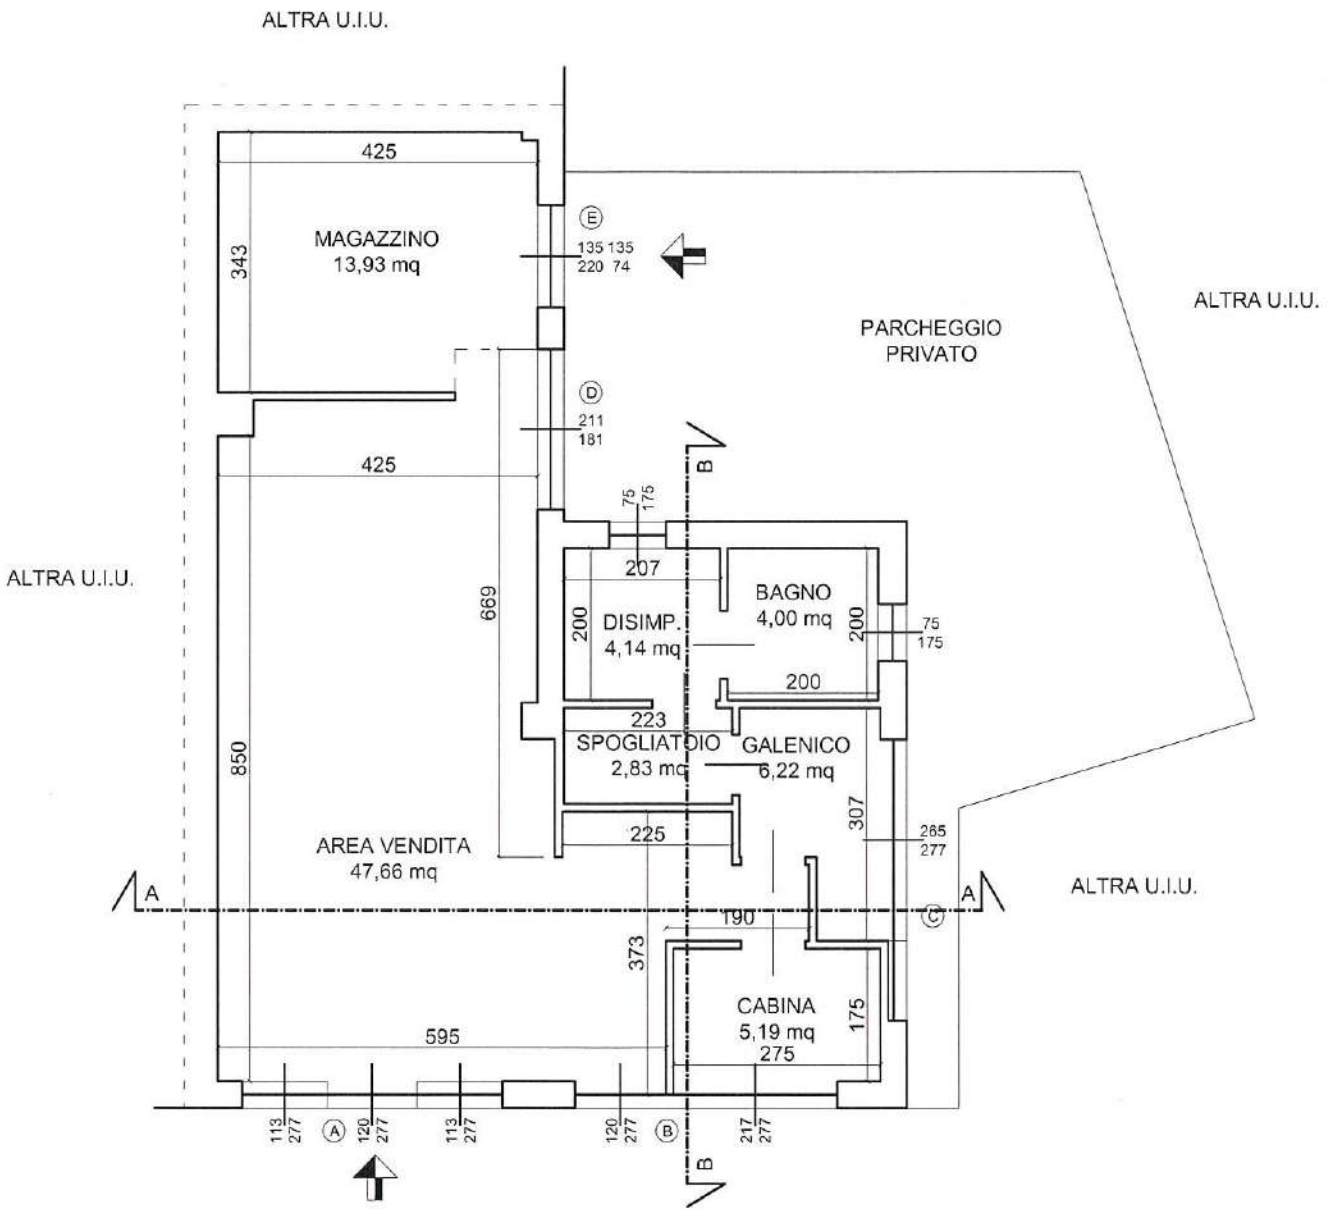 ALTRA U.I.U.
425
MAGAZZINO
13,93 mq
343
E
135 135
220 74
ALTRA U.I.U.
PARCHEGGIO
PRIVATO
D
211
181
425
B
75
175
ALTRA U.I.U.
669
207
200
DISIMP.
4,14 mq
BAGNO
4,00 mq
200
75
175
200
223
SPOGLIATOIO
2,83 mq
GALENICO
6,22 mq
850
307
225
265
277
AREA VENDITA
47,66 mq
A
A
ALTRA U.I.U.
C
190
373
CABINA
5,19 mq
175
595
275
113
277
A
120
277
113
277
120
277
B
217
277
B